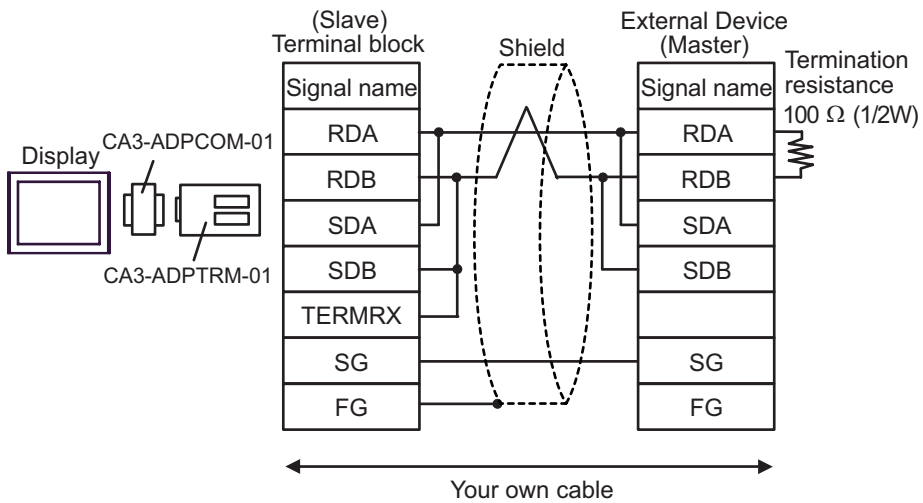 (Slave)
Terminal block
Shield
External Device
(Master)
Termination
resistance
100 Ω (1/2W)
Display
CA3-ADPCOM-01
CA3-ADPTRM-01
Signal name
RDA
RDB
SDA
SDB
TERMRX
SG
FG
Signal name
RDA
RDB
SDA
SDB
SG
FG
Your own cable